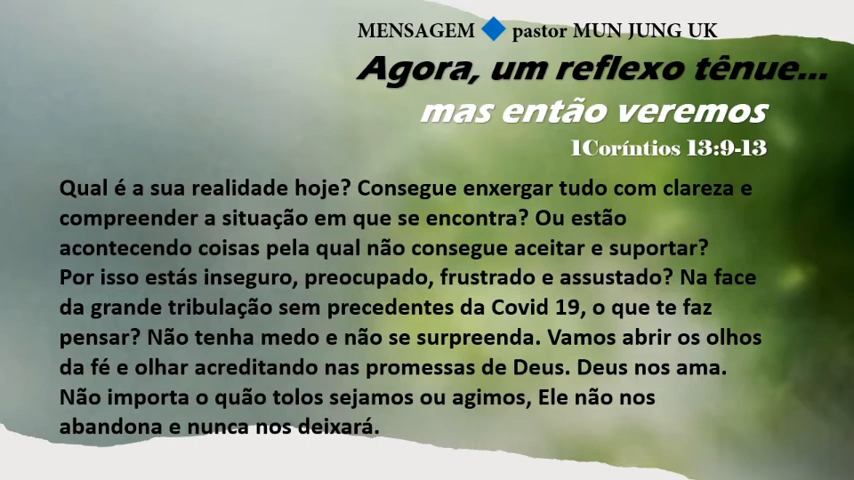 MENSAGEM 🔷 pastor MUN JUNG UK
Agora, um reflexo tênue...
mas então veremos
1Coríntios 13:9-13
Qual é a sua realidade hoje? Consegue enxergar tudo com clareza e
compreender a situação em que se encontra? Ou estão
acontecendo coisas pela qual não consegue aceitar e suportar?
Por isso estás inseguro, preocupado, frustrado e assustado? Na face
da grande tribulação sem precedentes da Covid 19, o que te faz
pensar? Não tenha medo e não se surpreenda. Vamos abrir os olhos
da fé e olhar acreditando nas promessas de Deus. Deus nos ama.
Não importa o quão tolos sejamos ou agimos, Ele não nos
abandona e nunca nos deixará.